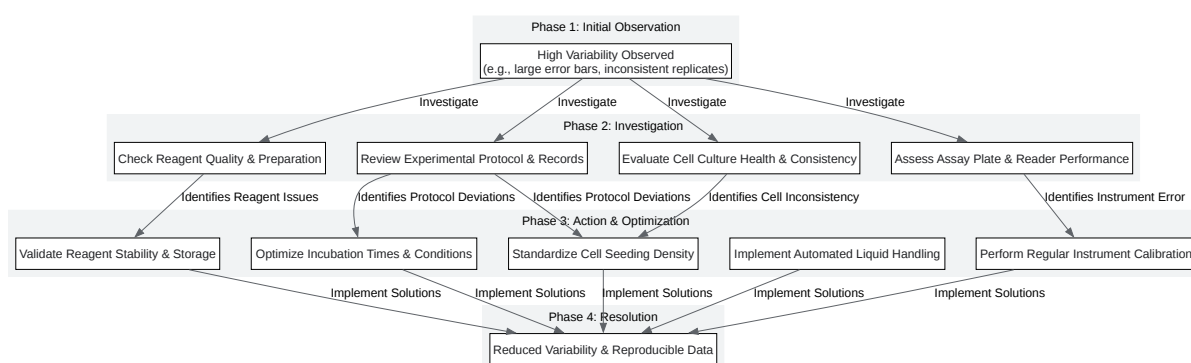 Phase 1: Initial Observation
High Variability Observed
(e.g., large error bars, inconsistent replicates)
Investigate
Investigate
Investigate
Investigate
Phase 2: Investigation
Check Reagent Quality & Preparation
Review Experimental Protocol & Records
Evaluate Cell Culture Health & Consistency
Assess Assay Plate & Reader Performance
Identifies Reagent Issues
Identifies Protocol Deviations
Identifies Protocol Deviations
Identifies Cell Inconsistency
Identifies Instrument Error
Phase 3: Action & Optimization
Validate Reagent Stability & Storage
Optimize Incubation Times & Conditions
Standardize Cell Seeding Density
Implement Automated Liquid Handling
Perform Regular Instrument Calibration
Implement Solutions
Implement Solutions
Implement Solutions
Implement Solutions
Implement Solutions
Phase 4: Resolution
Reduced Variability & Reproducible Data